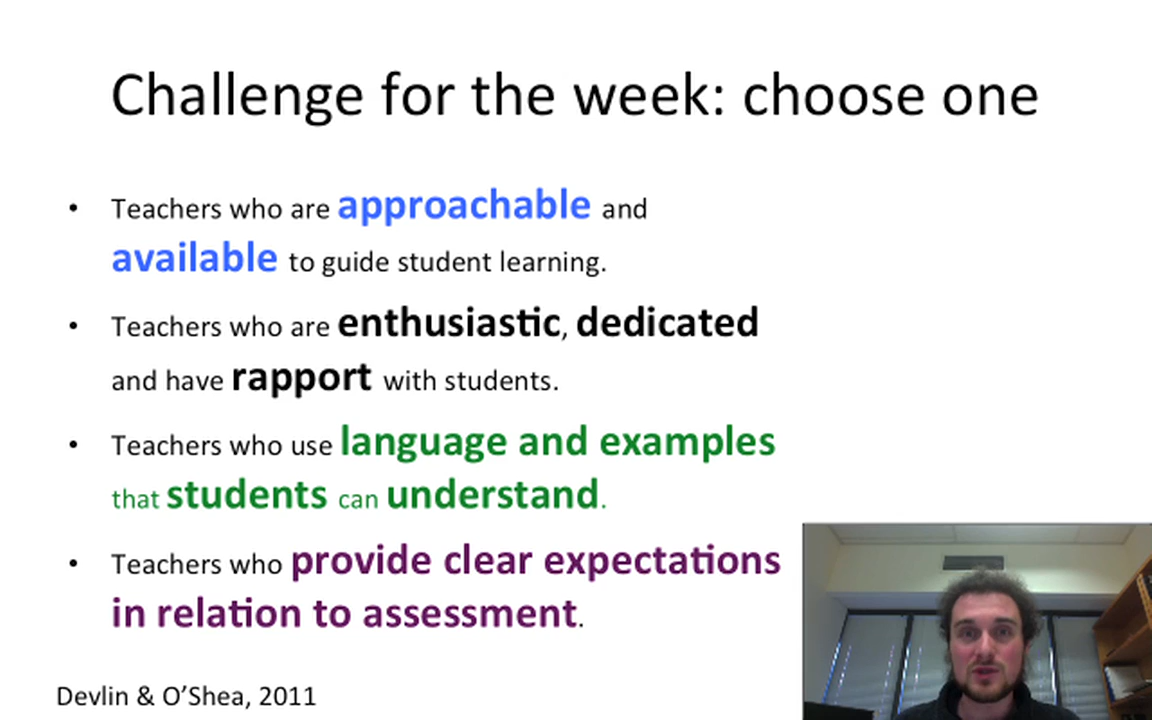 Challenge for the week: choose one
• Teachers who are approachable and
available to guide student learning.
• Teachers who are enthusiastic, dedicated
and have rapport with students.
• Teachers who use language and examples
that students can understand.
• Teachers who provide clear expectations
in relation to assessment.
Devlin & O’Shea, 2011